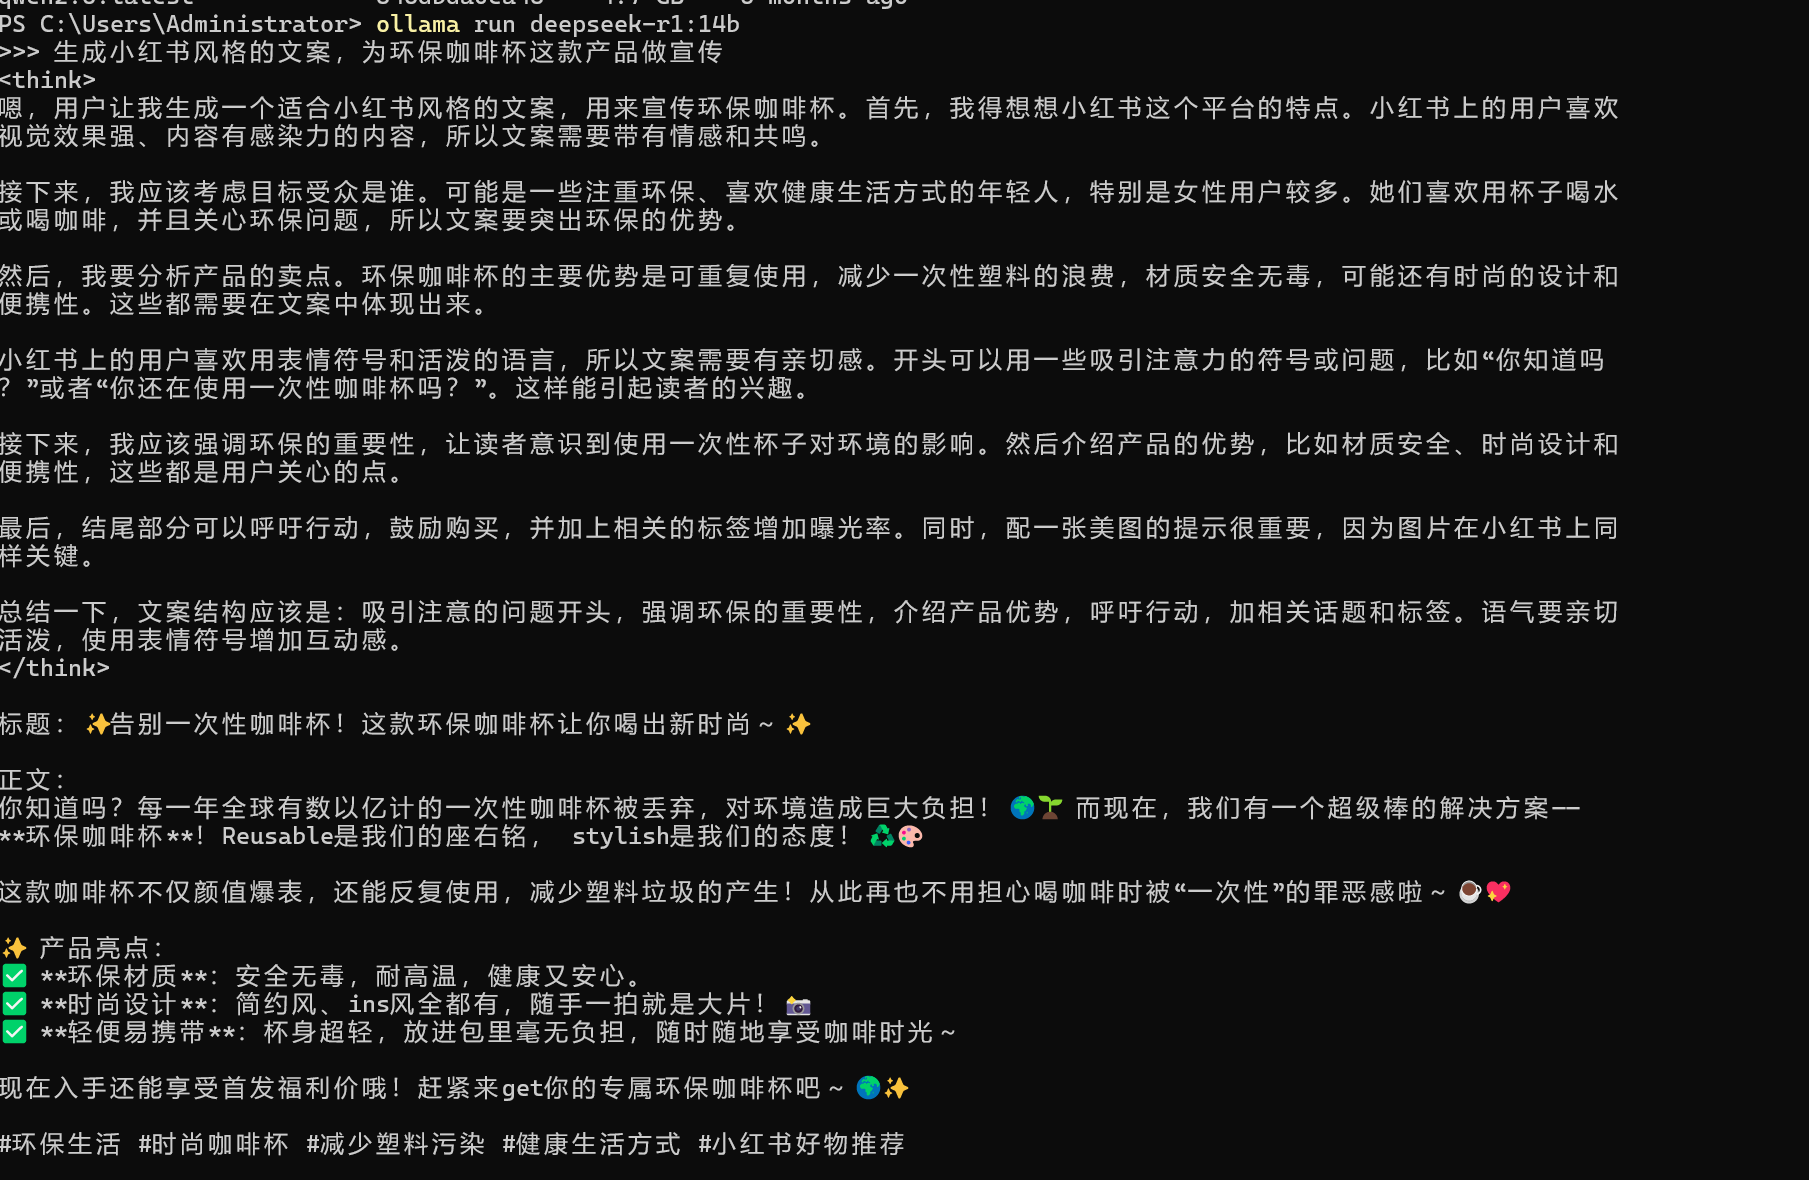 PS C:\Users\Administrator> ollama run deepseek-r1:14b
>>> 生成小红书风格的文案，为环保咖啡杯这款产品做宣传
<think>
嗯，用户让我生成一个适合小红书风格的文案，用来宣传环保咖啡杯。首先，我得想想小红书这个平台的特点。小红书上的用户喜欢
视觉效果强、内容有感染力的内容，所以文案需要带有情感和共鸣。
接下来，我应该考虑目标受众是谁。可能是一些注重环保、喜欢健康生活方式的年轻人，特别是女性用户较多。她们喜欢用杯子喝水
或喝咖啡，并且关心环保问题，所以文案要突出环保的优势。
然后，我要分析产品的卖点。环保咖啡杯的主要优势是可重复使用，减少一次性塑料的浪费，材质安全无毒，可能还有时尚的设计和
便携性。这些都需要在文案中体现出来。
小红书上的用户喜欢用表情符号和活泼的语言，所以文案需要有亲切感。开头可以用一些吸引注意力的符号或问题，比如“你知道吗
？”或者“你还在使用一次性咖啡杯吗？”。这样能引起读者的兴趣。
接下来，我应该强调环保的重要性，让读者意识到使用一次性杯子对环境的影响。然后介绍产品的优势，比如材质安全、时尚设计和
便携性，这些都是用户关心的点。
最后，结尾部分可以呼吁行动，鼓励购买，并加上相关的标签增加曝光率。同时，配一张美图的提示很重要，因为图片在小红书上同
样关键。
总结一下，文案结构应该是：吸引注意的问题开头，强调环保的重要性，介绍产品优势，呼吁行动，加相关话题和标签。语气要亲切
活泼，使用表情符号增加互动感。
</think>
标题：✨告别一次性咖啡杯！这款环保咖啡杯让你喝出新时尚～✨
正文：
你知道吗？每一年全球有数以亿计的一次性咖啡杯被丢弃，对环境造成巨大负担！🌍🌱 而现在，我们有一个超级棒的解决方案——
**环保咖啡杯**！Reusable是我们的座右铭， stylish是我们的态度！♻️🎨
这款咖啡杯不仅颜值爆表，还能反复使用，减少塑料垃圾的产生！从此再也不用担心喝咖啡时被“一次性”的罪恶感啦～☕💖
✨ 产品亮点：
✅ **环保材质**：安全无毒，耐高温，健康又安心。
✅ **时尚设计**：简约风、ins风全都有，随手一拍就是大片！📸
✅ **轻便易携带**：杯身超轻，放进包里毫无负担，随时随地享受咖啡时光～
现在入手还能享受首发福利价哦！赶紧来get你的专属环保咖啡杯吧～🌍✨
#环保生活 #时尚咖啡杯 #减少塑料污染 #健康生活方式 #小红书好物推荐